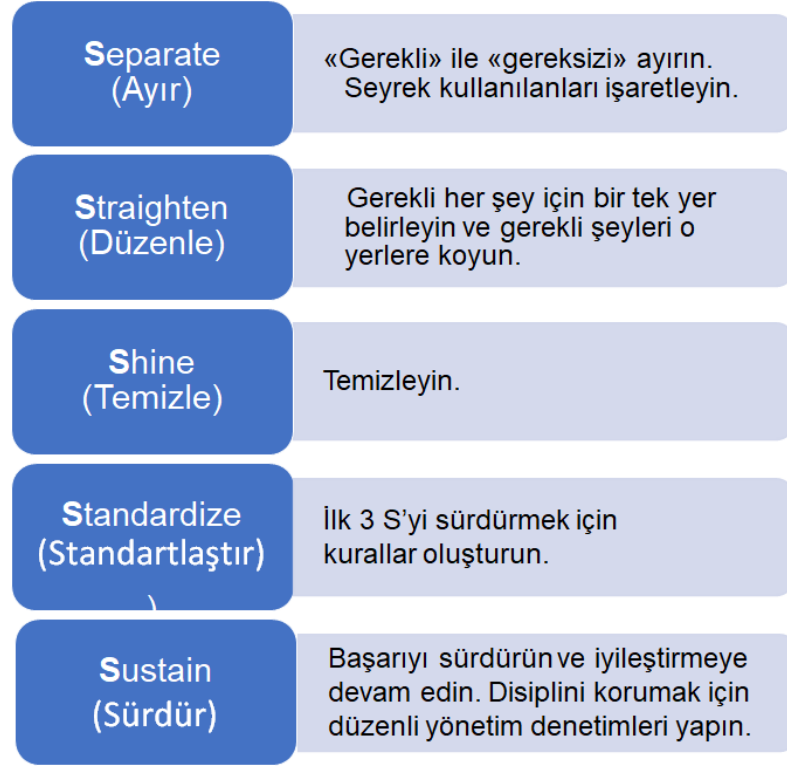 Separate
(Ayır)
«Gerekli» ile «gereksizi» ayırın.
Seyrek kullanılanları işaretleyin.
Straighten
(Düzenle)
Gerekli her şey için bir tek yer
belirleyin ve gerekli şeyleri o
yerlere koyun.
Shine
(Temizle)
Temizleyin.
Standardize
(Standartlaştır)
)
İlk 3 S’yi sürdürmek için
kurallar oluşturun.
Sustain
(Sürdür)
Başarıyı sürdürün ve iyileştirmeye
devam edin. Disiplini korumak için
düzenli yönetim denetimleri yapın.